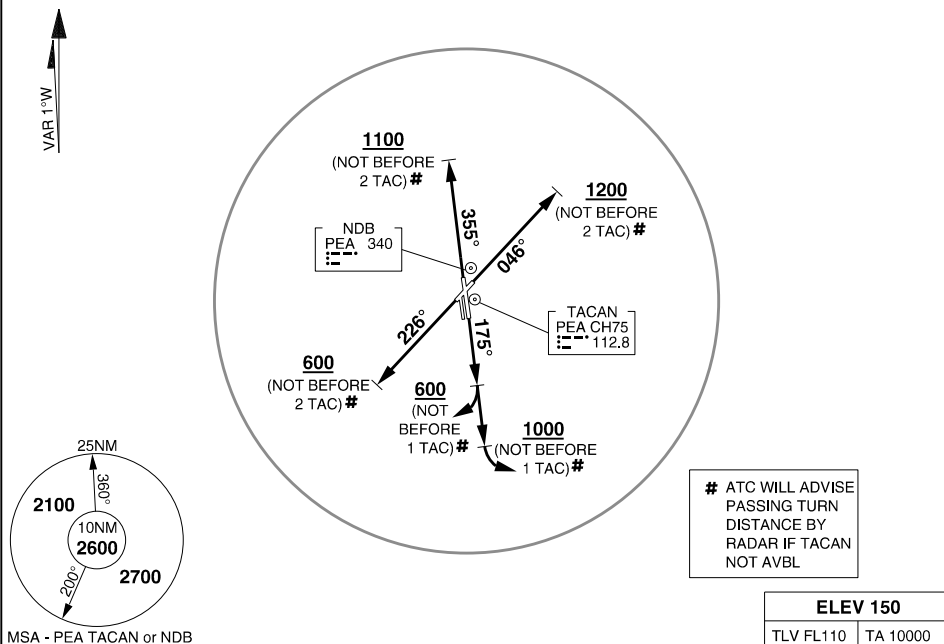 VAR 1°W
1100
(NOT BEFORE
2 TAC) #
1200
(NOT BEFORE
2 TAC) #
355°
046°
NDB
PEA 340
TACAN
PEA CH75
112.8
226°
175°
600
(NOT BEFORE
2 TAC) #
600
(NOT
BEFORE
1 TAC) #
1000
(NOT BEFORE
1 TAC) #
25NM
360°
2100
10NM
2600
2700
200°
MSA - PEA TACAN or NDB
# ATC WILL ADVISE
PASSING TURN
DISTANCE BY
RADAR IF TACAN
NOT AVBL
ELEV 150
TLV FL110 TA 10000